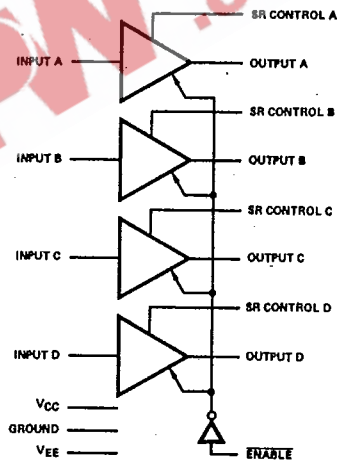 SR CONTROL A
INPUT A
OUTPUT A
SR CONTROL B
INPUT B
OUTPUT B
SR CONTROL C
INPUT C
OUTPUT C
SR CONTROL D
INPUT D
OUTPUT D
VCC
GROUND
VEE
ENABLE